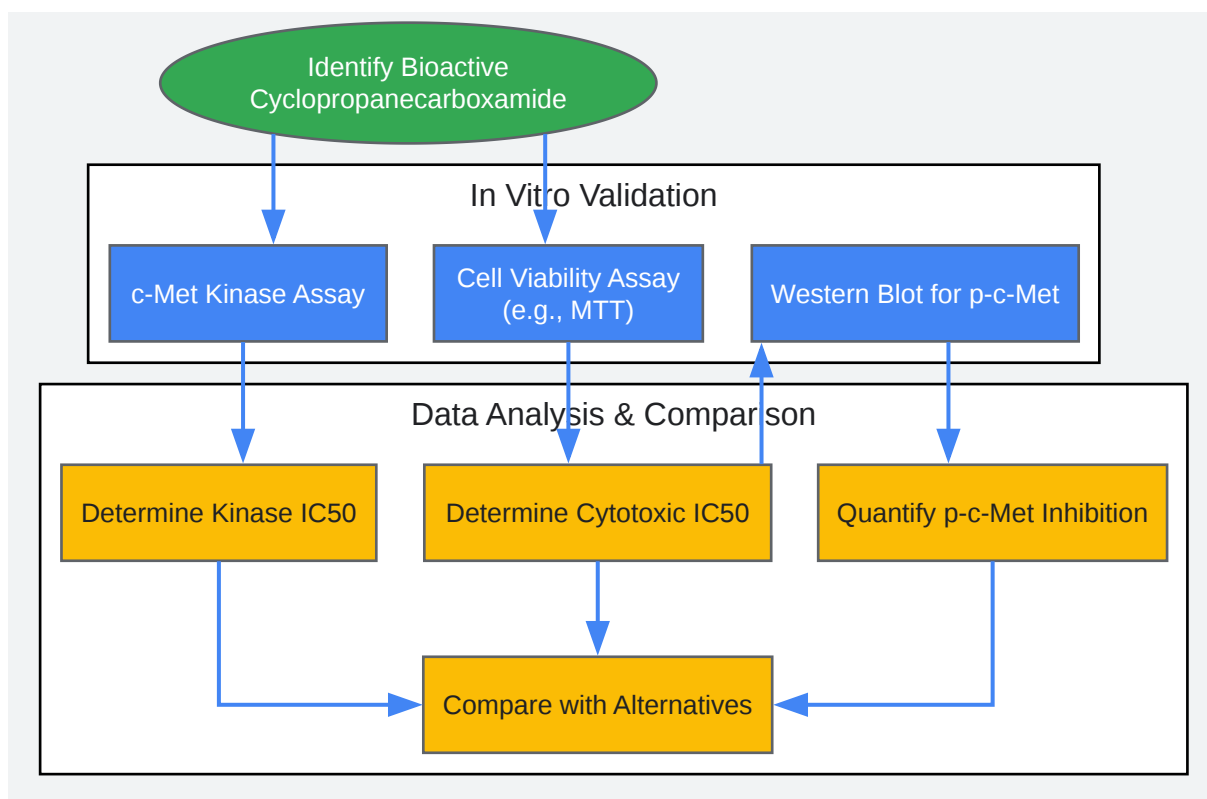 Identify Bioactive
Cyclopropanecarboxamide
In Vitro Validation
c-Met Kinase Assay
Cell Viability Assay
(e.g., MTT)
Western Blot for p-c-Met
Data Analysis & Comparison
Determine Kinase IC50
Determine Cytotoxic IC50
Quantify p-c-Met Inhibition
Compare with Alternatives